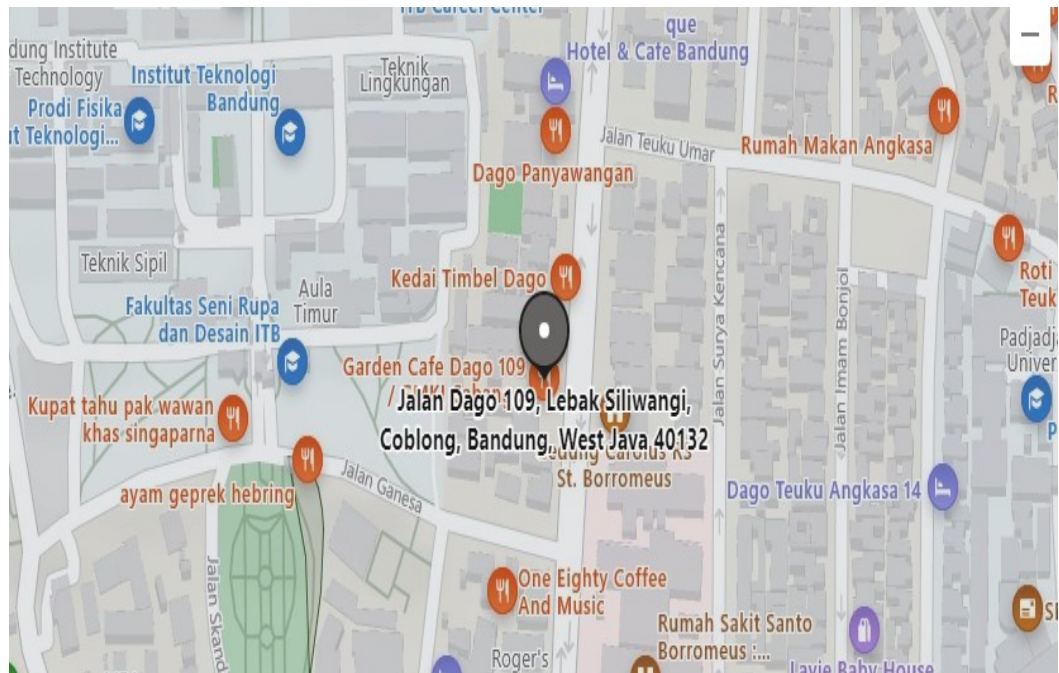 dung Institute
Technology
Prodi Fisika
ut Teknologi...
Institut Teknologi
Bandung
Teknik
Lingkungan
que
Hotel & Cafe Bandung
Jalan Teuku Umar
Rumah Makan Angkasa
Dago Panyawangan
Teknik Sipil
Kedai Timbel Dago
Aula
Timur
Fakultas Seni Rupa
dan Desain ITB
Jalan Surya Kencana
Jalan Imam Bonjol
Roti
Teuk
Padjadja
Univer
Garden Cafe Dago 109
Jalan Dago 109, Lebak Siliwangi,
Coblong, Bandung, West Java 40132
Kupat tahu pak wawan
khas singaparna
St. Borromeus
ayam geprek hebring
Jalan Ganesa
Dago Teuku Angkasa 14
Jalan Skand
One Eighty Coffee
And Music
Rumah Sakit Santo
Borromeus :...
Roger's
Lavie Baby House